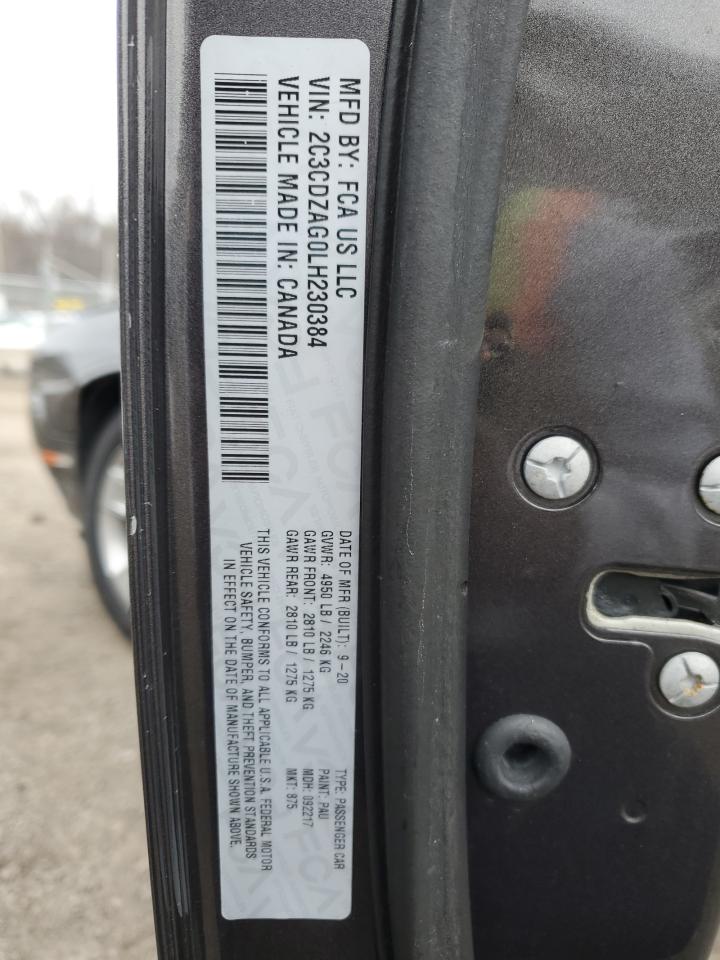 MFD BY: FCA US LLC
VIN: 2C3CDZAG0LH230384
VEHICLE MADE IN: CANADA
DATE OF MFR (BUILT): 9-20
GVWR: 4950 LB / 2246 KG
GAWR FRONT: 2810 LB / 1275 KG
GAWR REAR: 2810 LB / 1275 KG
TYPE: PASSENGER CAR
PAINT: PAU
MDH: 092217
MKT: 875
THIS VEHICLE CONFORMS TO ALL APPLICABLE U.S.A. FEDERAL MOTOR
VEHICLE SAFETY, BUMPER, AND THEFT PREVENTION STANDARDS
IN EFFECT ON THE DATE OF MANUFACTURE SHOWN ABOVE.